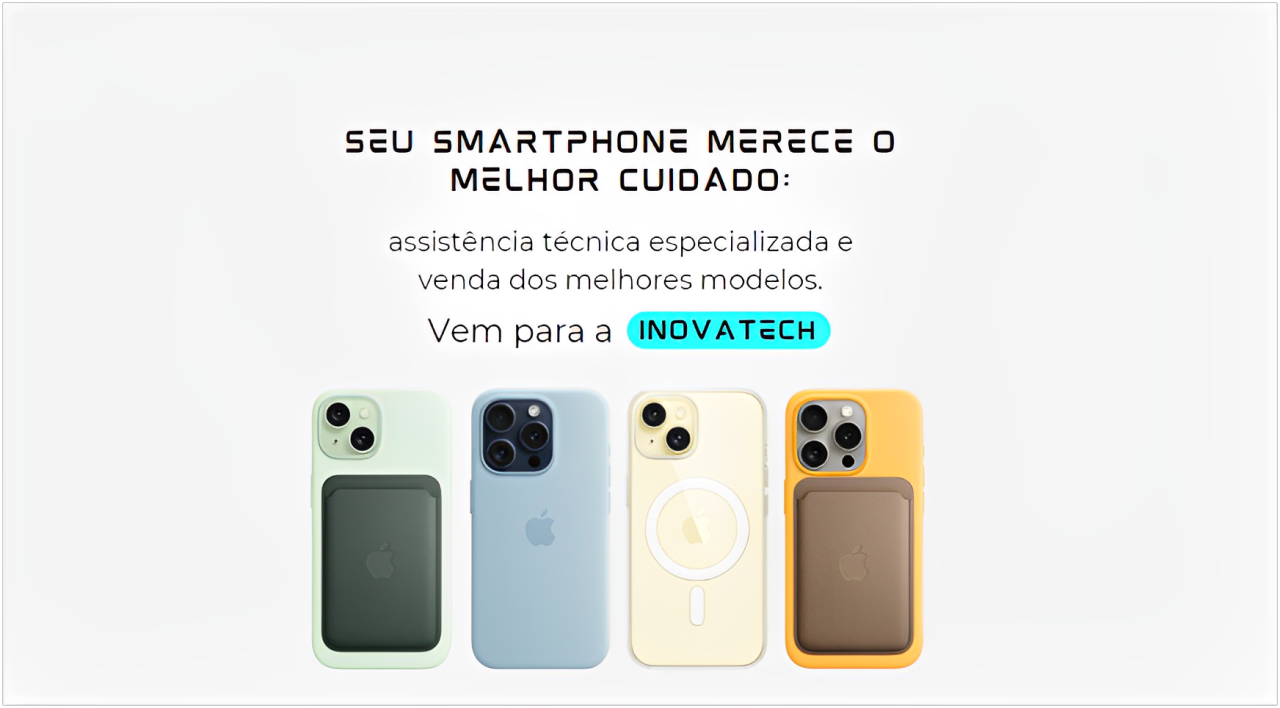 SEU SMARTPHONE MERECE O
MELHOR CUIDADO:
assistência técnica especializada e
venda dos melhores modelos.
Vem para a INOVATECH